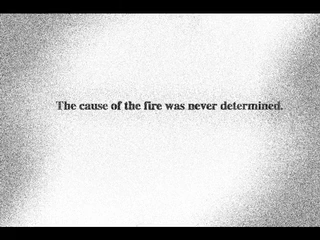 The cause of the fire was never determined.